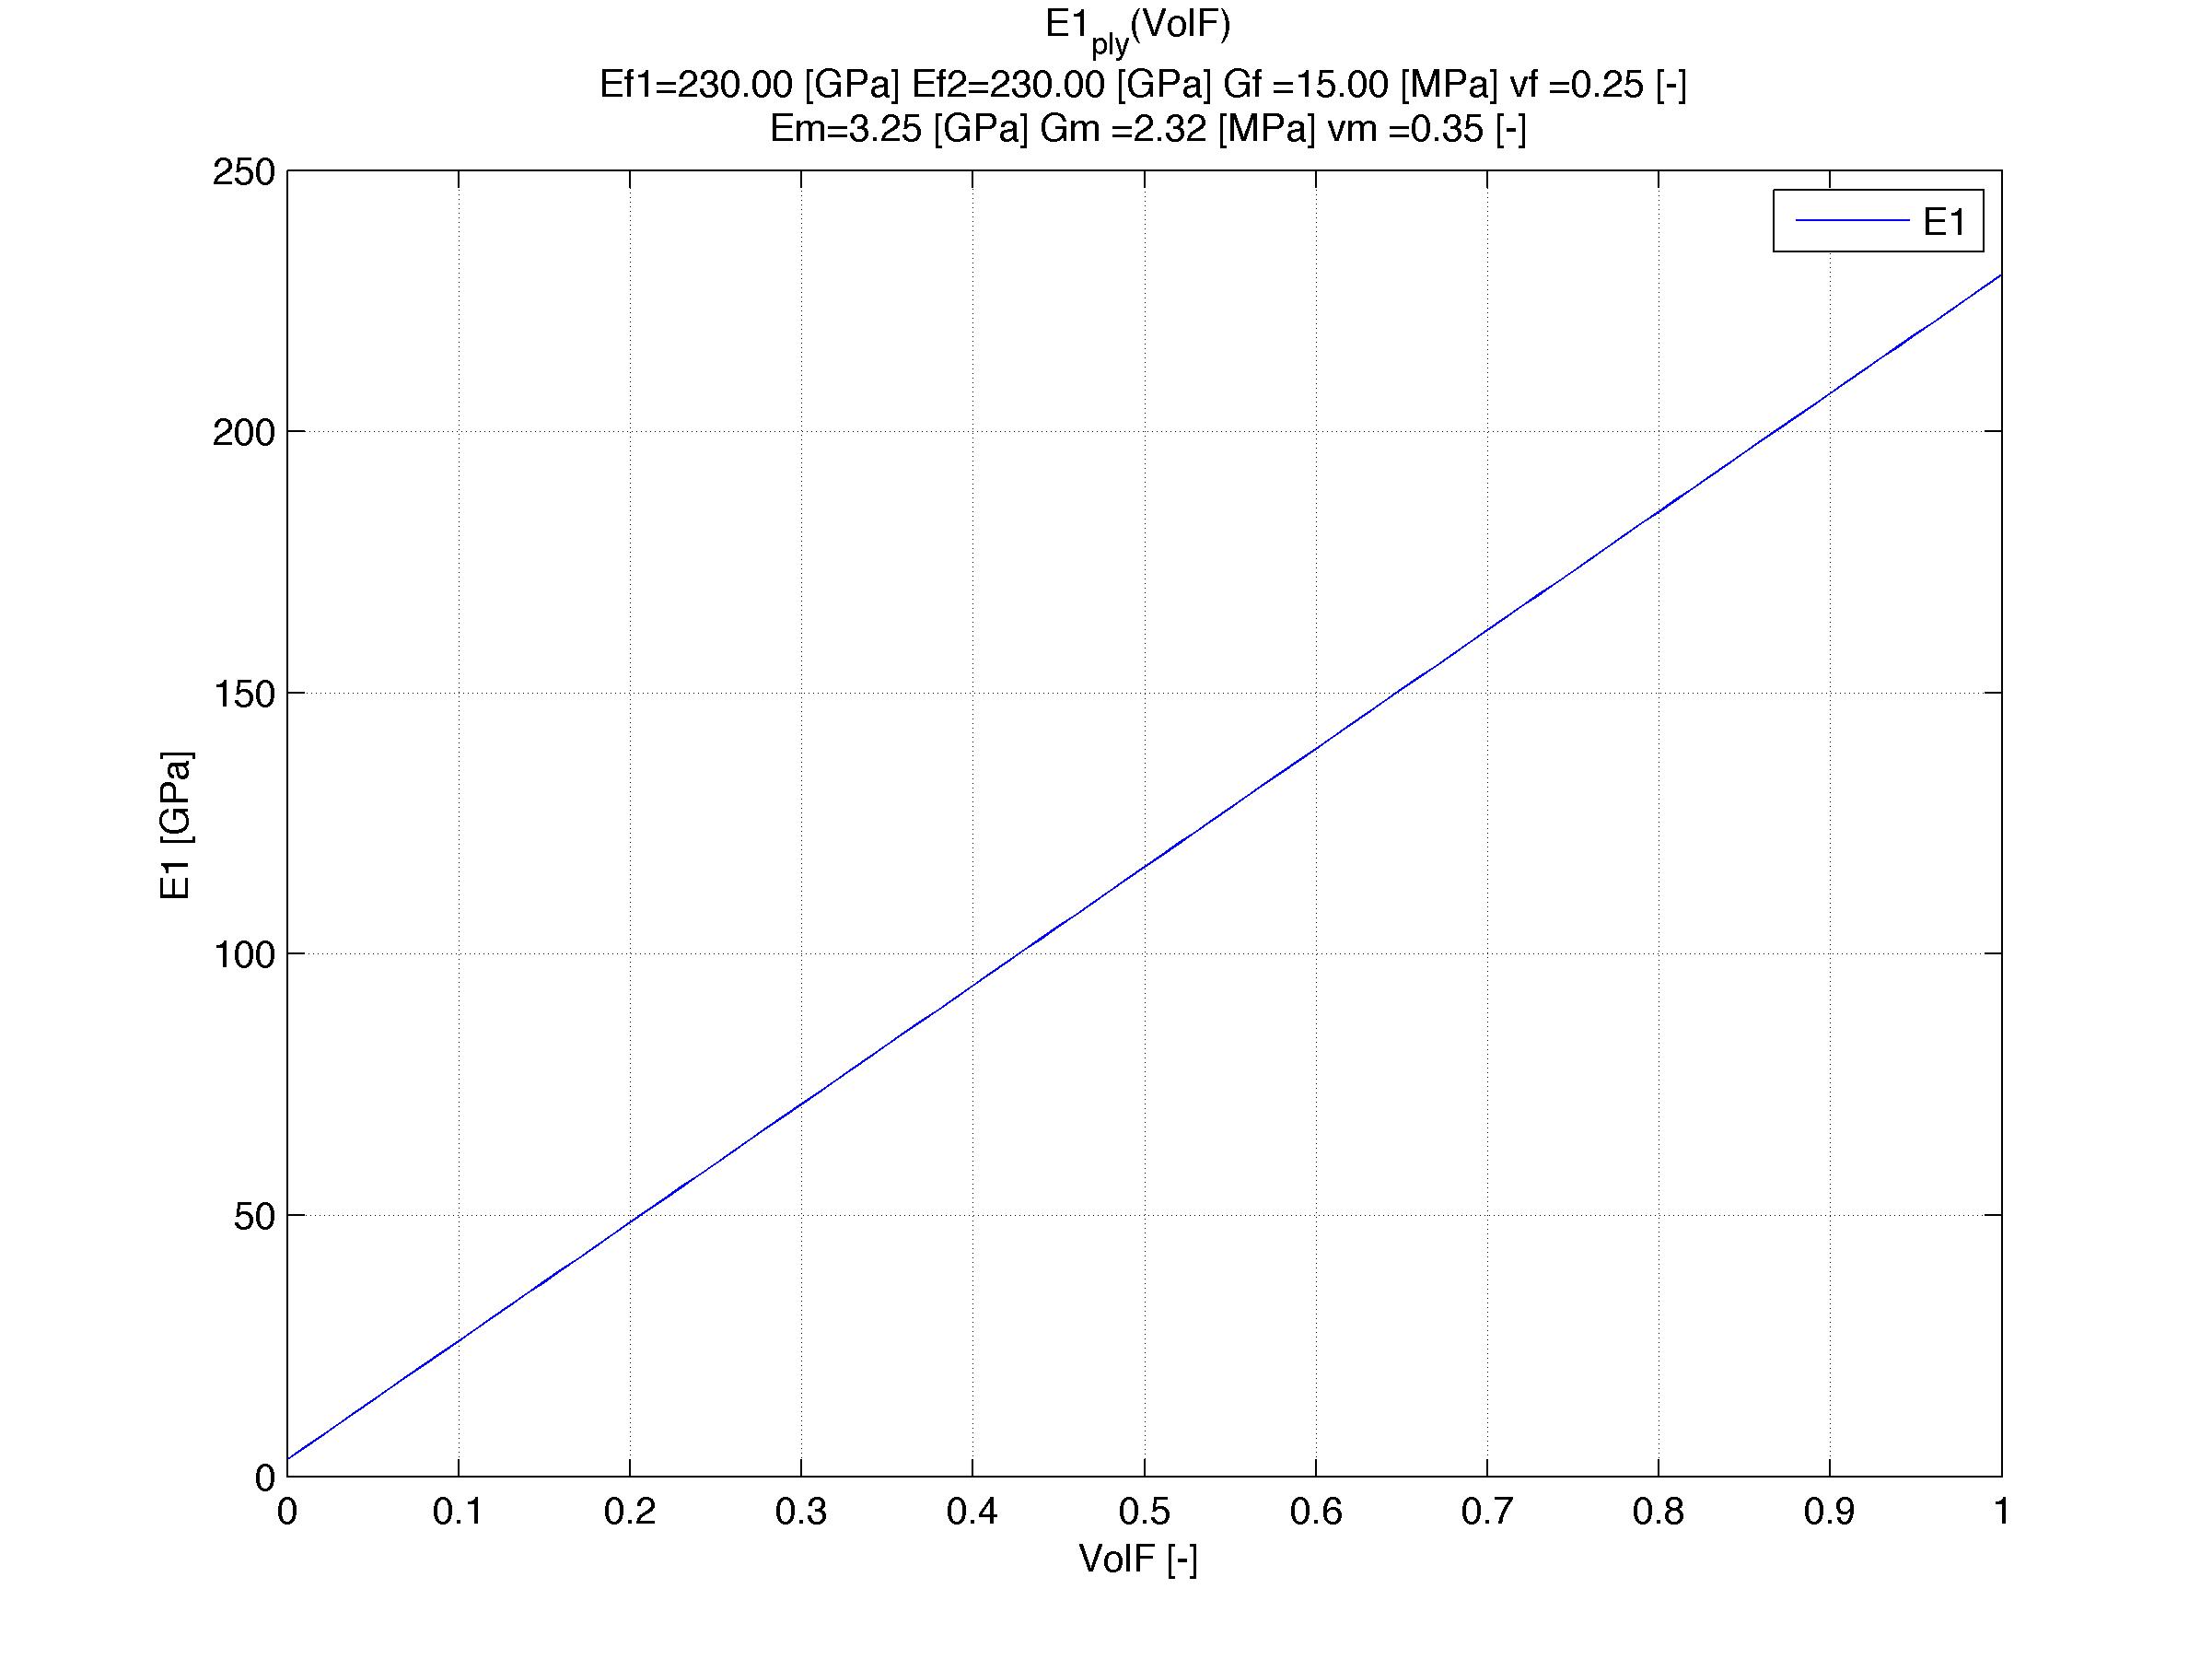 E1ply(VolF)
Ef1=230.00 [GPa] Ef2=230.00 [GPa] Gf =15.00 [MPa] vf =0.25 [-]
Em=3.25 [GPa] Gm =2.32 [MPa] vm =0.35 [-]
E1
250
200
150
100
50
0
E1 [GPa]
0 0.1 0.2 0.3 0.4 0.5 0.6 0.7 0.8 0.9 1
VolF [-]